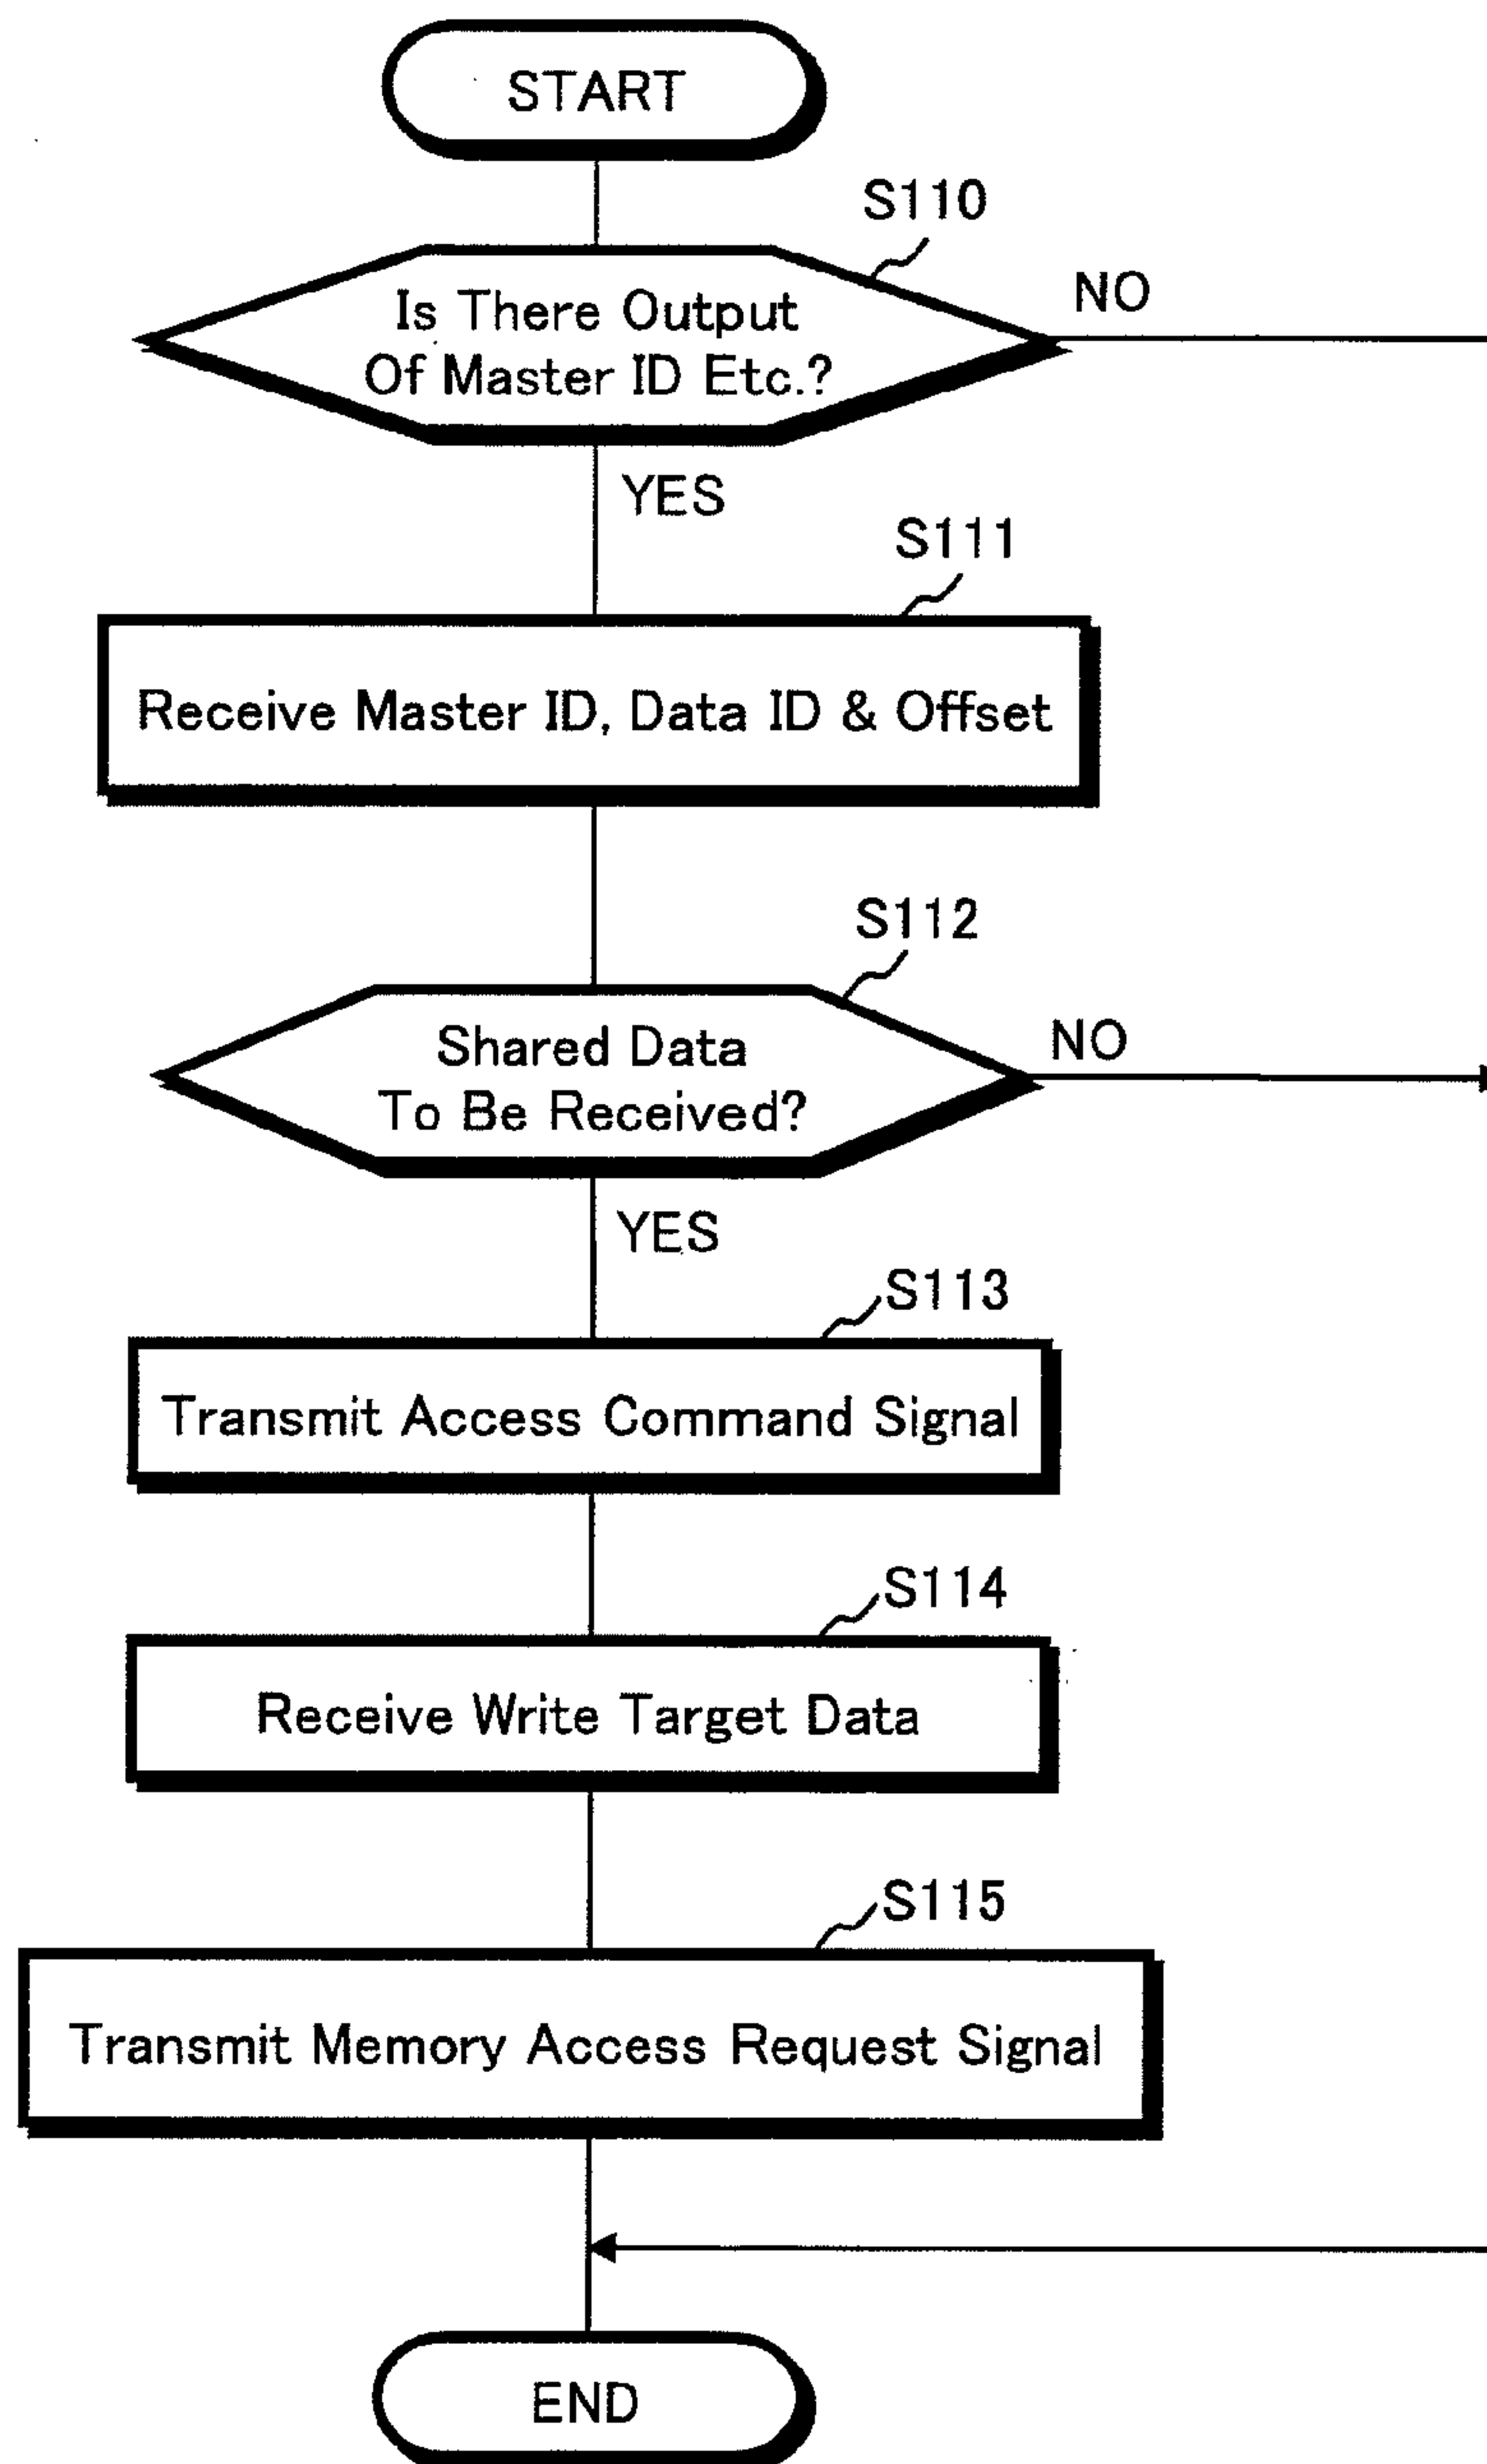 START
S110
NO
Is There Output
Of Master ID Etc.?
YES
S111
Receive Master ID, Data ID & Offset
S112
Shared Data
To Be Received?
NO
YES
S113
Transmit Access Command Signal
S114
Receive Write Target Data
S115
Transmit Memory Access Request Signal
END